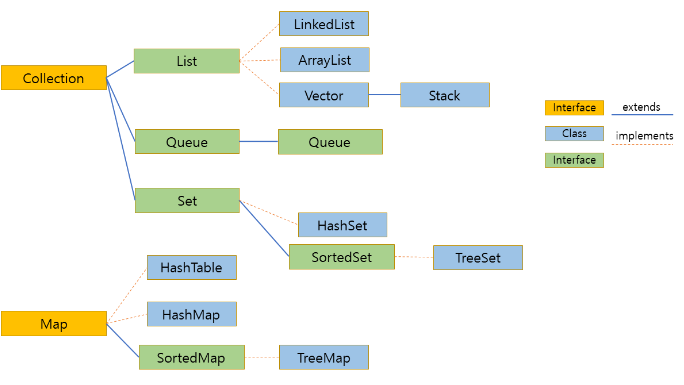 LinkedList
List
ArrayList
Collection
Vector
Stack
Interface
extends
Class
implements
Queue
Queue
Interface
Set
HashSet
SortedSet
TreeSet
HashTable
HashMap
Map
SortedMap
TreeMap